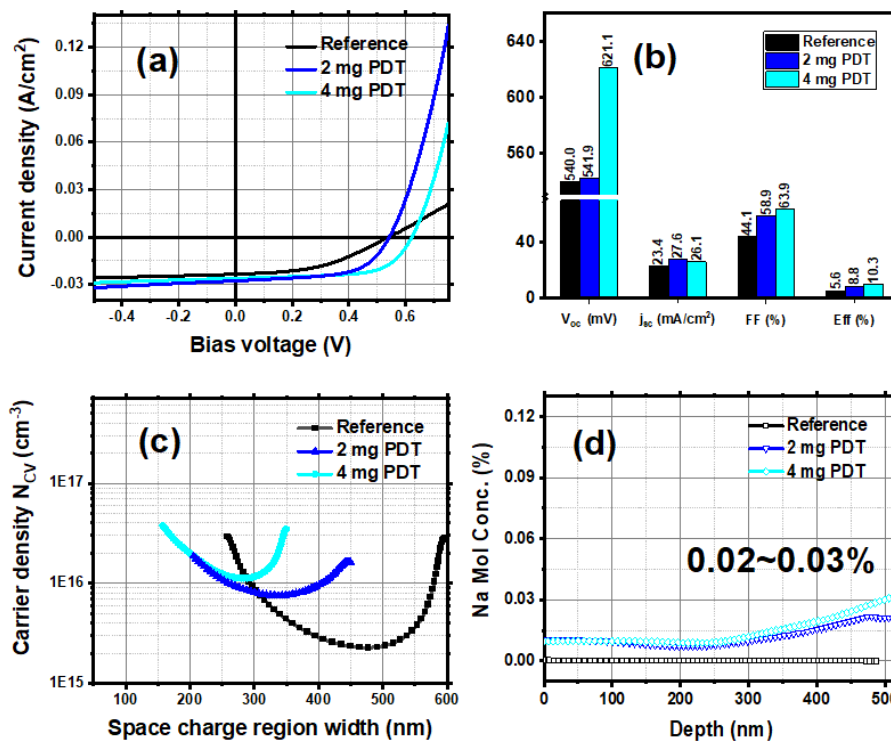 (a)
Reference
2 mg PDT
4 mg PDT
Current density (A/cm²)
0.12
0.09
0.06
0.03
0.00
-0.03
-0.4 -0.2 0.0 0.2 0.4 0.6
Bias voltage (V)
(b)
Reference
2 mg PDT
4 mg PDT
640
600
560
40
0
540.0 541.9 621.1
23.4 27.6 26.1
44.1 58.9 63.9
5.6 8.8 10.3
Voc (mV) jsc (mA/cm²) FF (%) Eff (%)
(c)
Reference
2 mg PDT
4 mg PDT
Carrier density NCV (cm⁻³)
1E17
1E16
1E15
100 200 300 400 500 600
Space charge region width (nm)
(d)
Reference
2 mg PDT
4 mg PDT
0.02~0.03%
Na Mol Conc. (%)
0.12
0.09
0.06
0.03
0.00
0 100 200 300 400 500
Depth (nm)